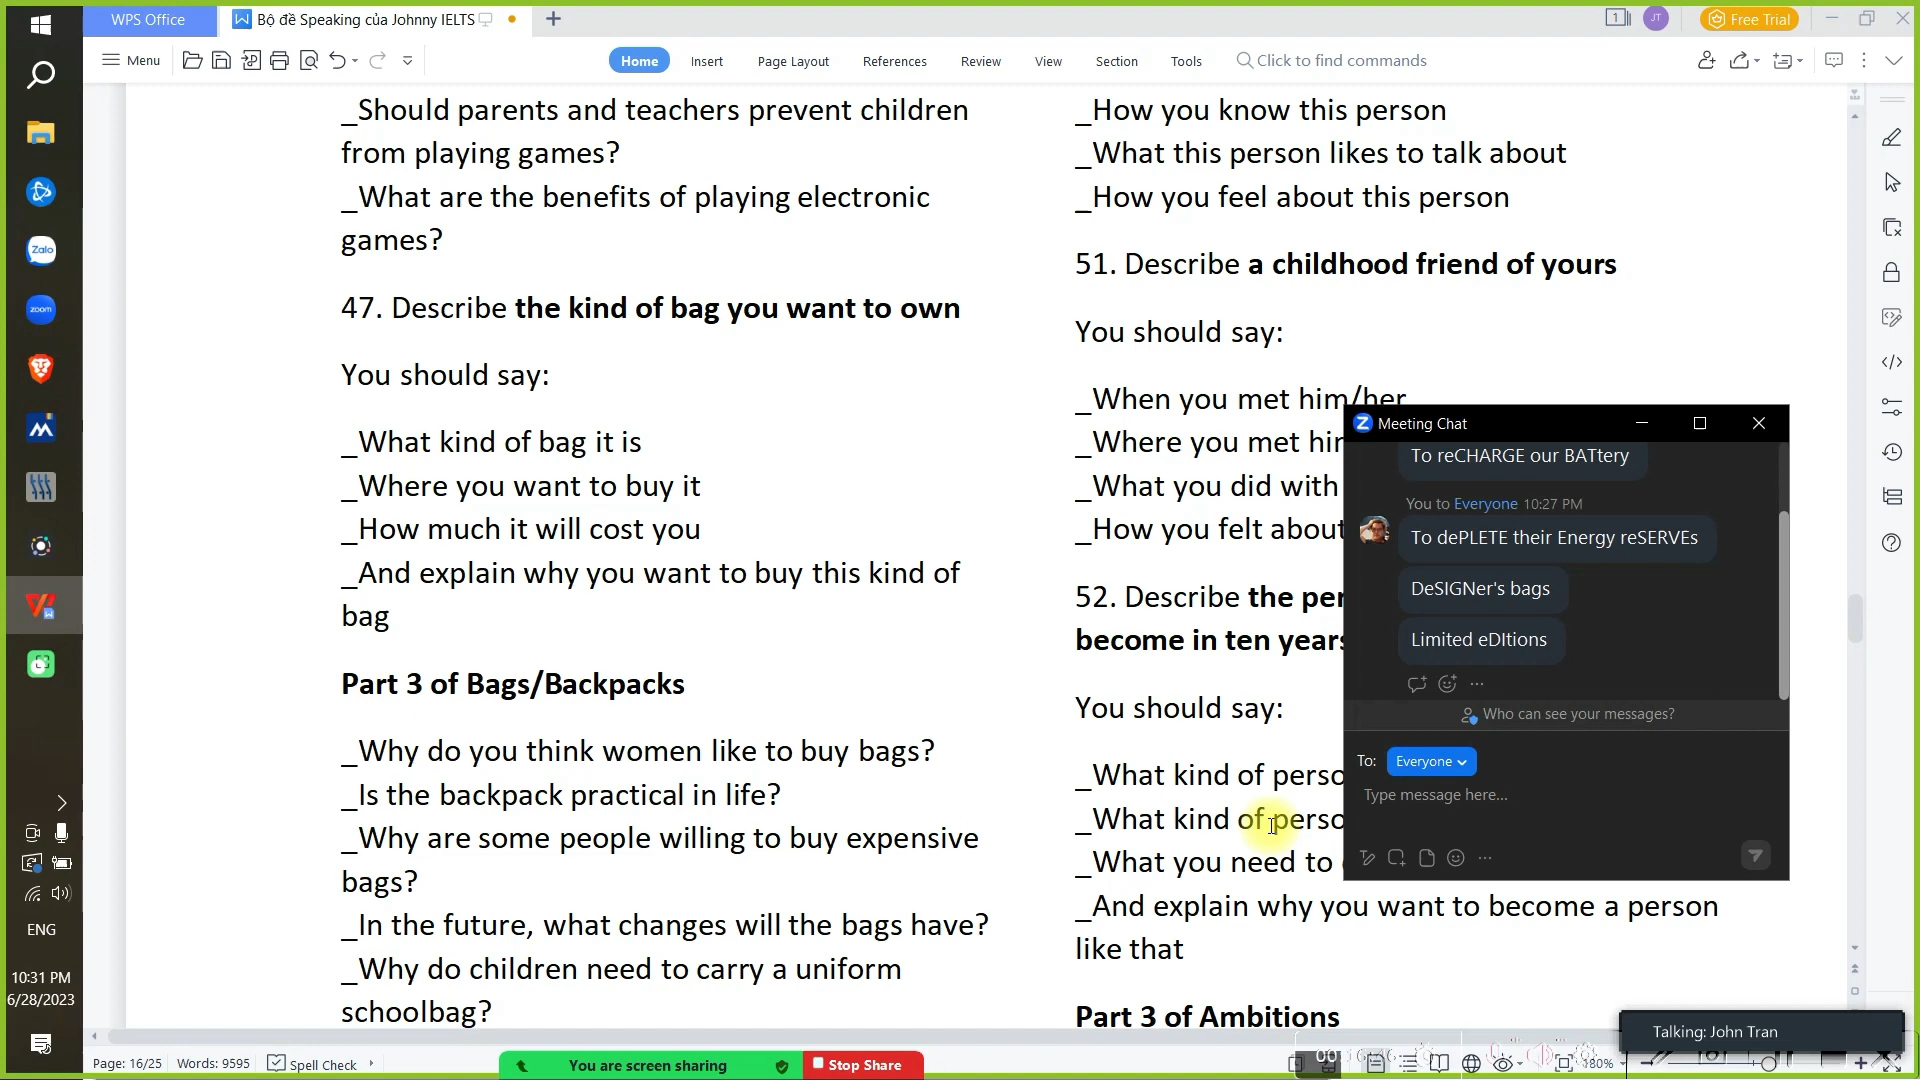 WPS Office
Bộ đề Speaking của Johnny IELTS
JT
Free Trial
Menu
Home
Insert
Page Layout
References
Review
View
Section
Tools
Click to find commands
Zalo
zoom
ENG
10:31 PM
6/28/2023
_Should parents and teachers prevent children
from playing games?
_What are the benefits of playing electronic
games?
47. Describe the kind of bag you want to own
You should say:
_What kind of bag it is
_Where you want to buy it
_How much it will cost you
_And explain why you want to buy this kind of
bag
Part 3 of Bags/Backpacks
_Why do you think women like to buy bags?
_Is the backpack practical in life?
_Why are some people willing to buy expensive
bags?
_In the future, what changes will the bags have?
_Why do children need to carry a uniform
schoolbag?
_How you know this person
_What this person likes to talk about
_How you feel about this person
51. Describe a childhood friend of yours
You should say:
_When you met him/her
_Where you met
_What you did with
_How you felt about
52. Describe the
become in ten years
You should say:
_What kind of
_What kind of
_What you need to
_And explain why you want to become a person
like that
Part 3 of Ambitions
Meeting Chat
To reCHARGE our BATtery
You to Everyone 10:27 PM
To dePLETE their Energy reSERVEs
DeSIGNer's bags
Limited eDItions
Who can see your messages?
To: Everyone
Type message here...
Talking: John Tran
Page: 16/25
Words: 9595
Spell Check
You are screen sharing
Stop Share
180%